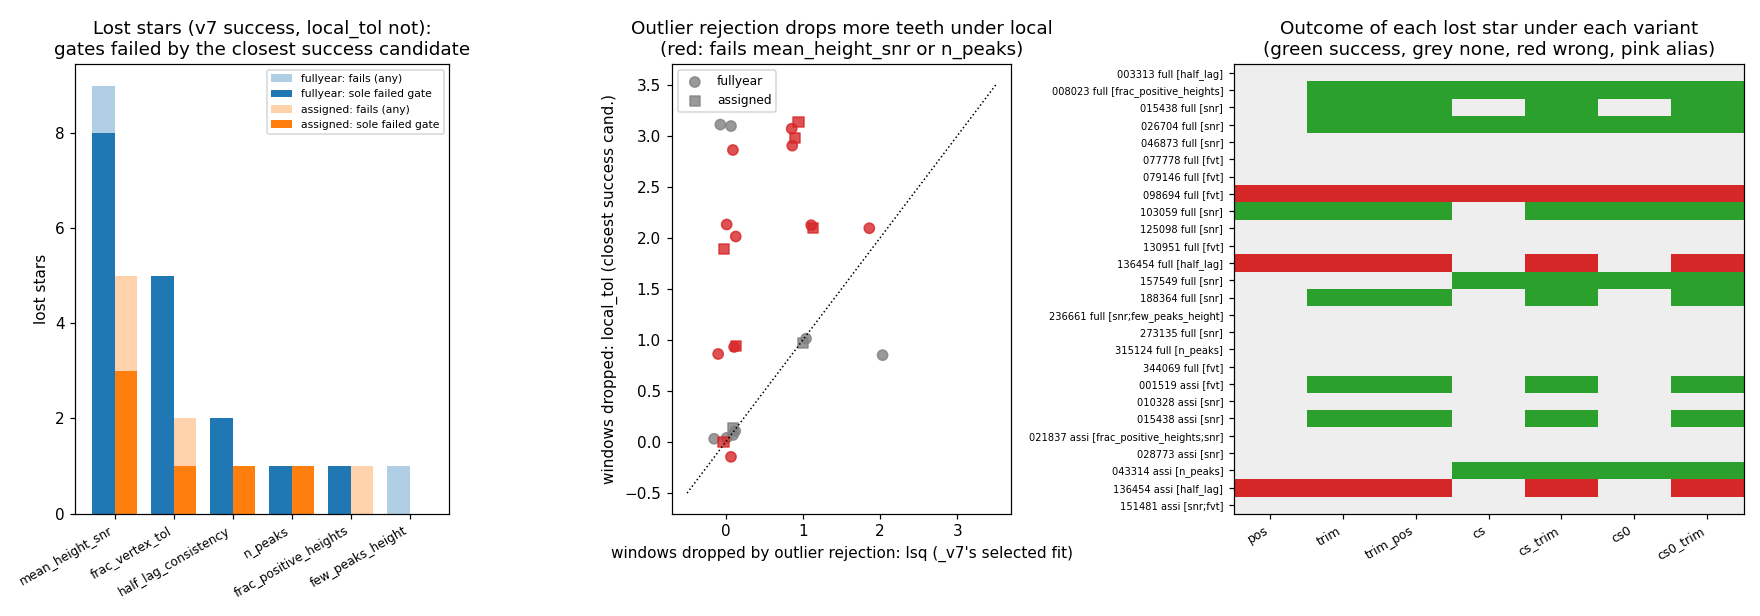 Lost stars (v7 success, local_tol not):
gates failed by the closest success candidate
fullyear: fails (any)
fullyear: sole failed gate
assigned: fails (any)
assigned: sole failed gate
lost stars
8
6
4
2
0
mean_height_snr
frac_vertex_tol
half_lag_consistency
n_peaks
frac_positive_heights
few_peaks_height
Outlier rejection drops more teeth under local
(red: fails mean_height_snr or n_peaks)
fullyear
assigned
windows dropped: local_tol (closest success cand.)
3.5
3.0
2.5
2.0
1.5
1.0
0.5
0.0
−0.5
0
1
2
3
windows dropped by outlier rejection: lsq (_v7's selected fit)
Outcome of each lost star under each variant
(green success, grey none, red wrong, pink alias)
003313 full [half_lag]
008023 full [frac_positive_heights]
015438 full [snr]
026704 full [snr]
046873 full [snr]
077778 full [fvt]
079146 full [fvt]
098694 full [fvt]
103059 full [snr]
125098 full [snr]
130951 full [fvt]
136454 full [half_lag]
157549 full [snr]
188364 full [snr]
236661 full [snr;few_peaks_height]
273135 full [snr]
315124 full [n_peaks]
344069 full [fvt]
001519 assi [fvt]
010328 assi [snr]
015438 assi [snr]
021837 assi [frac_positive_heights;snr]
028773 assi [snr]
043314 assi [n_peaks]
136454 assi [half_lag]
151481 assi [snr;fvt]
pos
trim
trim_pos
cs
cs_trim
cs0
cs0_trim